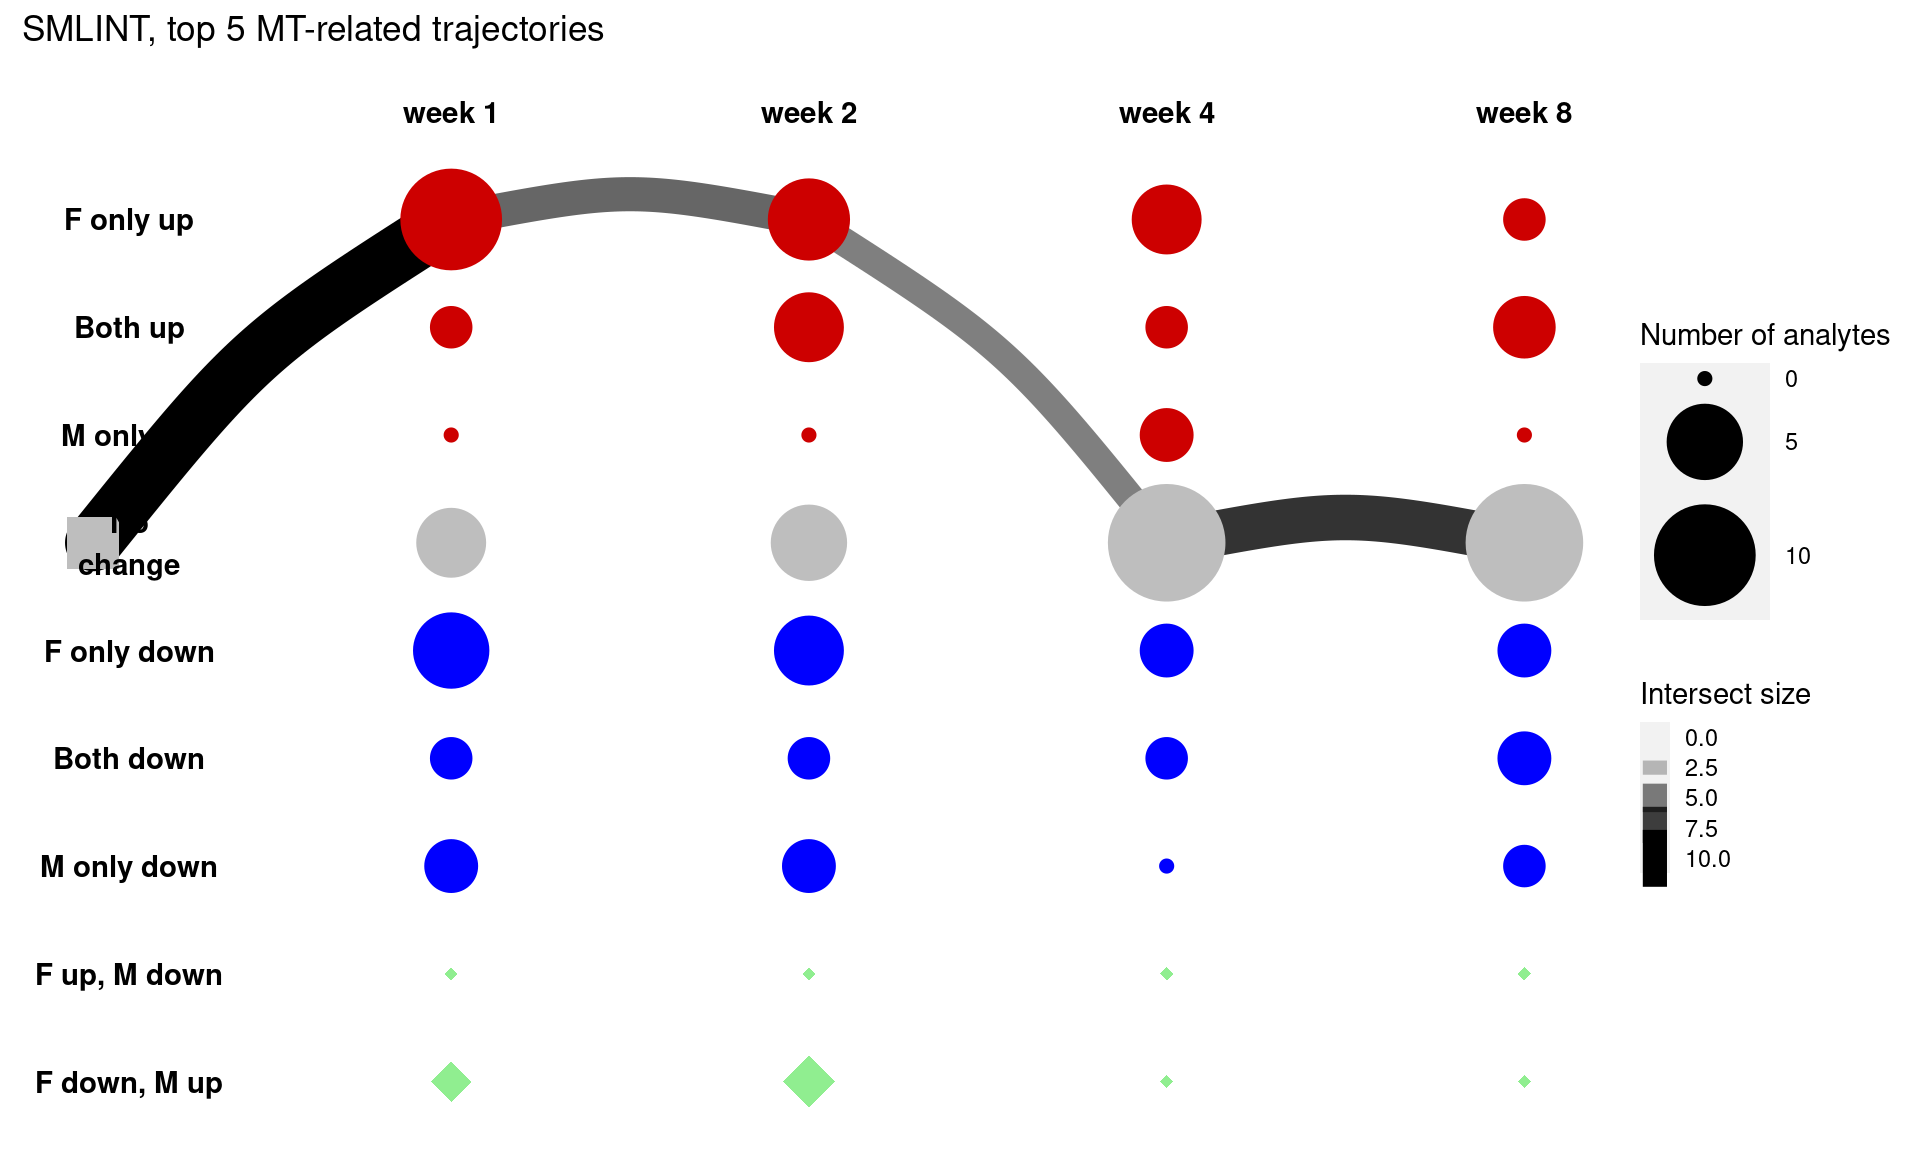 SMLINT, top 5 MT-related trajectories
week 1
week 2
week 4
week 8
F only up
Both up
M only
change
F only down
Both down
M only down
F up, M down
F down, M up
Number of analytes
0
5
10
Intersect size
0.0
2.5
5.0
7.5
10.0